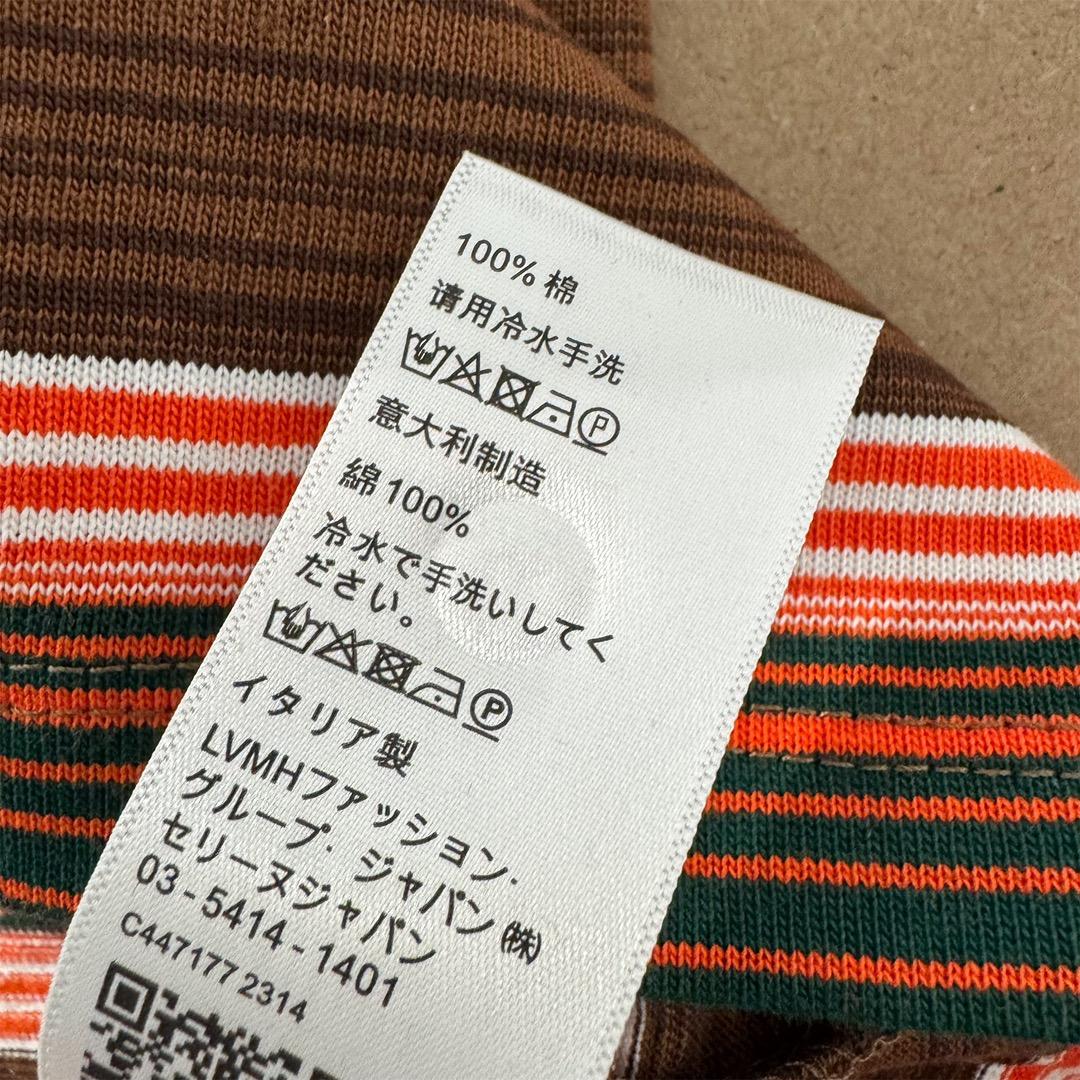 100% 棉
请用冷水手洗
P
意大利制造
綿 100%
冷水で手洗いしてく
ださい。
P
イタリア製
LVMHファッション・
グループ・ジャパン㈱
セリーヌジャパン
03-5414-1401
C447177 2314